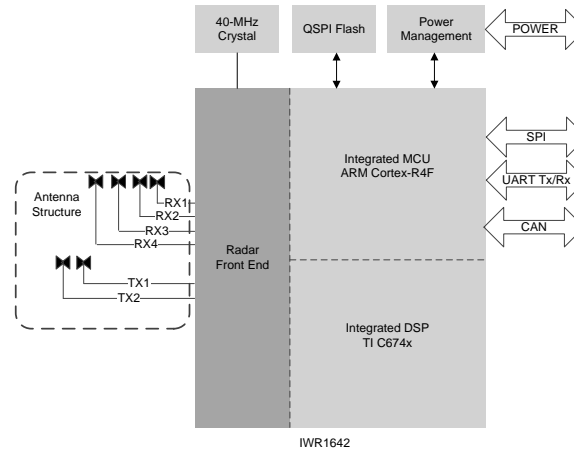 40-MHz
Crystal
QSPI Flash
Power
Management
POWER
SPI
UART Tx/Rx
CAN
Integrated MCU
ARM Cortex-R4F
Antenna
Structure
RX1
RX2
RX3
RX4
TX1
TX2
Radar
Front End
Integrated DSP
TI C674x
IWR1642